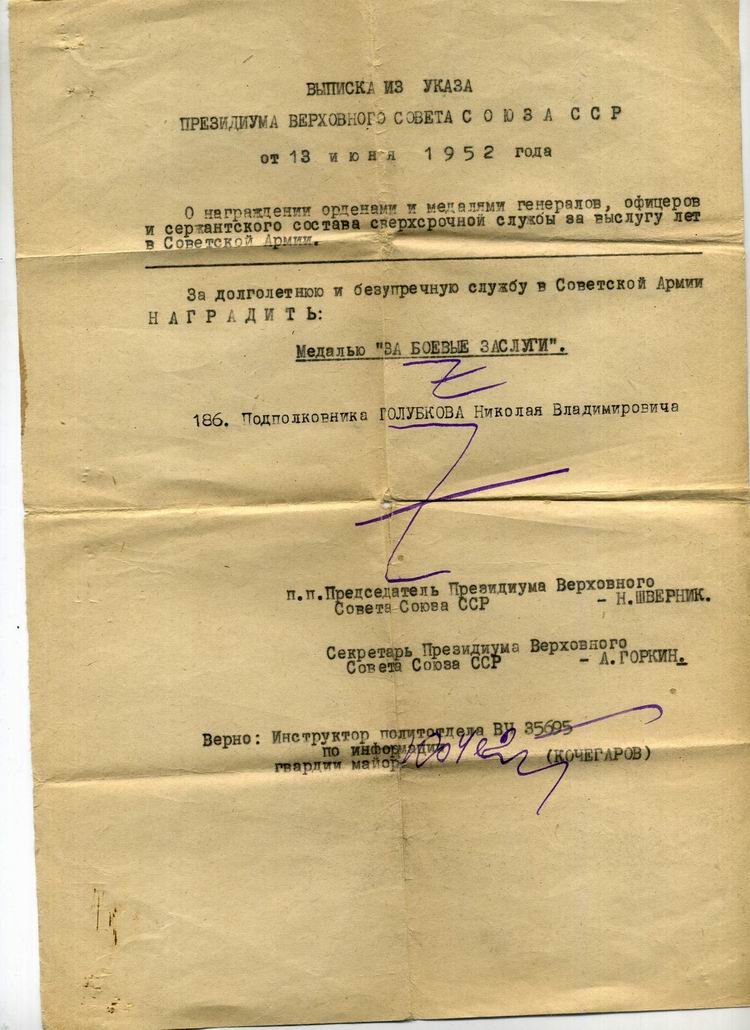 ВЫПИСКА ИЗ УКАЗА
ПРЕЗИДИУМА ВЕРХОВНОГО СОВЕТА С О Ю З А С С Р
от 13 июня 1952 года
О награждении орденами и медалями генералов, офицеров
и сержантского состава сверхсрочной службы за выслугу лет
в Советской Армии.
За долголетнюю и безупречную службу в Советской Армии
Н А Г Р А Д И Т Ь:
Медалью "ЗА БОЕВЫЕ ЗАСЛУГИ".
186. Подполковника ГОЛУБКОВА Николая Владимировича
п.п.Председатель Президиума Верховного
Совета Союза ССР - Н.ШВЕРНИК.
Секретарь Президиума Верховного
Совета Союза ССР - А.ГОРКИН.
Верно: Инструктор политотдела ВЧ 35695
по информации
гвардии майор (КОЧЕГАРОВ)